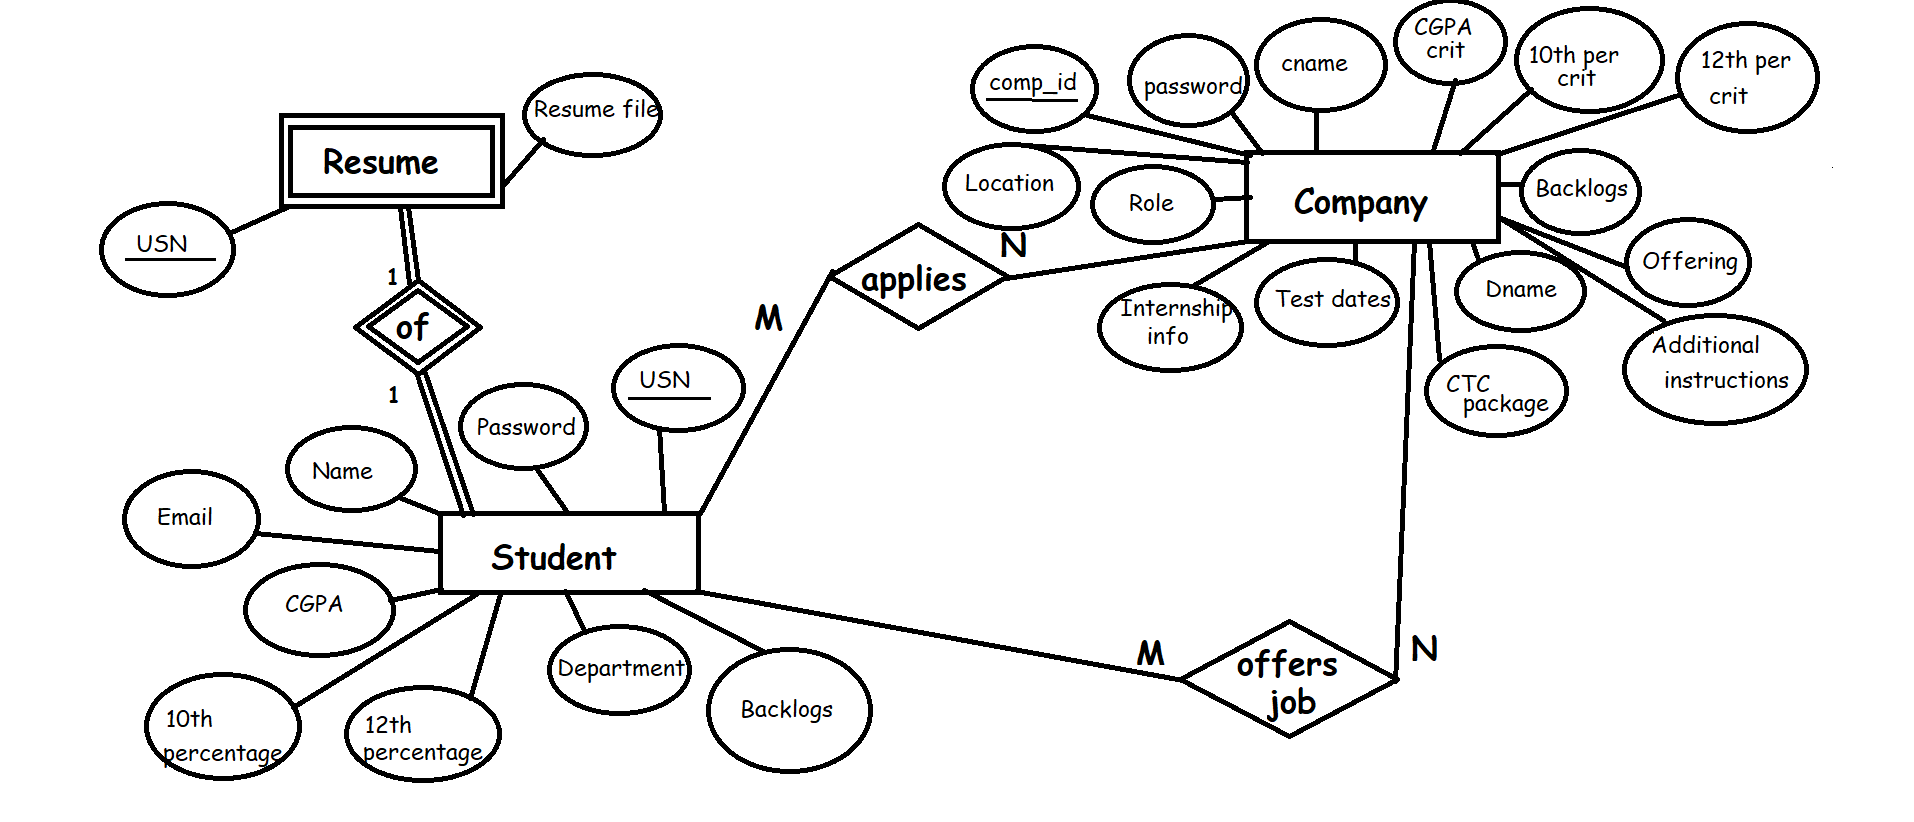 CGPA
crit
cname
10th per
crit
12th per
crit
comp_id
password
Resume file
Resume
Location
Role
Company
Backlogs
USN
N
applies
Offering
1
of
M
Internship
info
Test dates
Dname
Additional
instructions
CTC
package
1
USN
Password
Name
Email
Student
CGPA
M
offers
job
N
Department
Backlogs
10th
percentage
12th
percentage